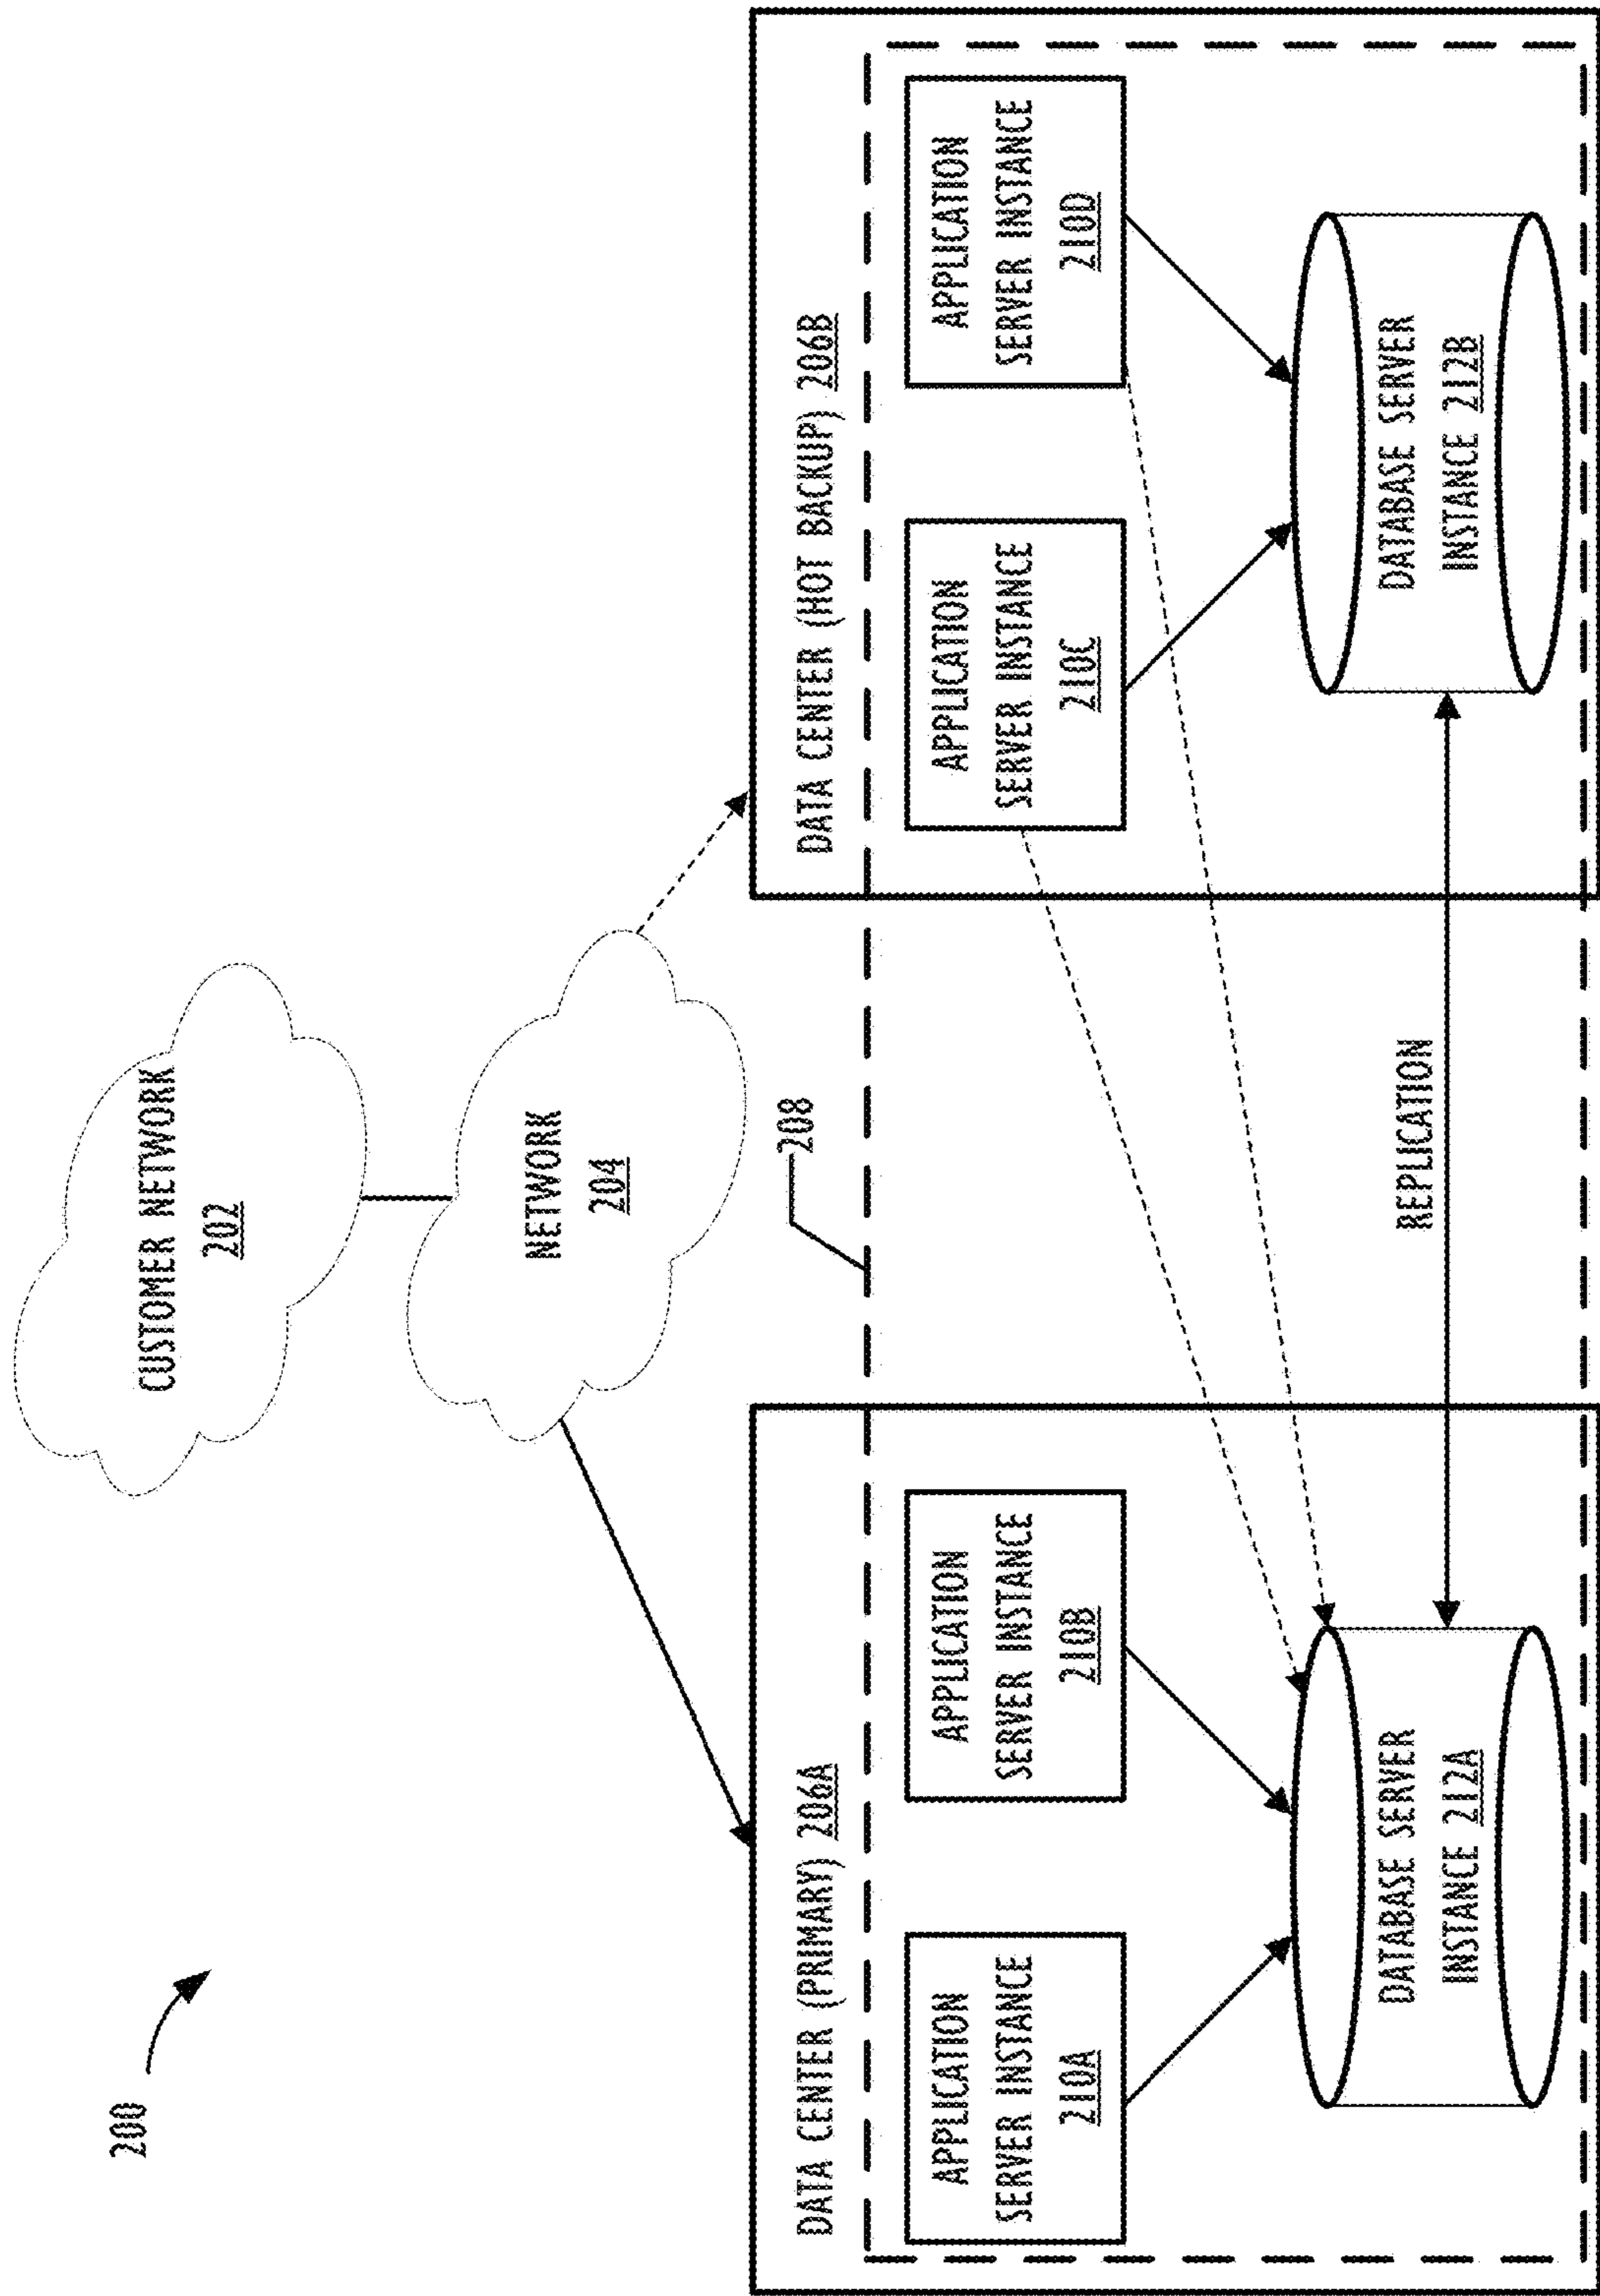 200
CUSTOMER NETWORK
202
NETWORK
204
208
DATA CENTER (PRIMARY) 206A
APPLICATION
SERVER INSTANCE
210A
APPLICATION
SERVER INSTANCE
210B
DATABASE SERVER
INSTANCE 212A
REPLICATION
DATA CENTER (HOT BACKUP) 206B
APPLICATION
SERVER INSTANCE
210C
APPLICATION
SERVER INSTANCE
210D
DATABASE SERVER
INSTANCE 212B